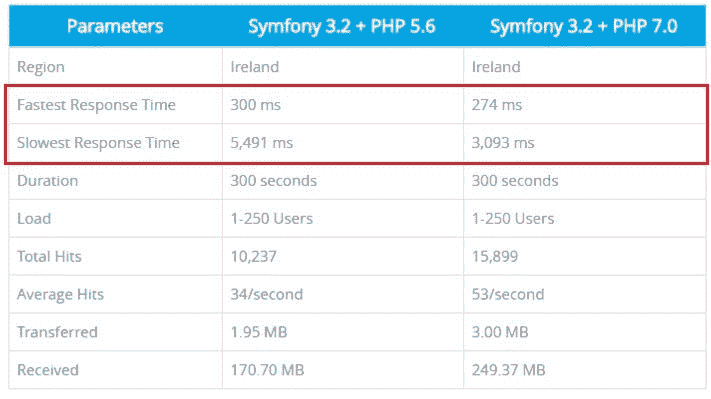 Parameters Symfony 3.2 + PHP 5.6 Symfony 3.2 + PHP 7.0
Region Ireland Ireland
Fastest Response Time 300 ms 274 ms
Slowest Response Time 5,491 ms 3,093 ms
Duration 300 seconds 300 seconds
Load 1-250 Users 1-250 Users
Total Hits 10,237 15,899
Average Hits 34/second 53/second
Transferred 1.95 MB 3.00 MB
Received 170.70 MB 249.37 MB